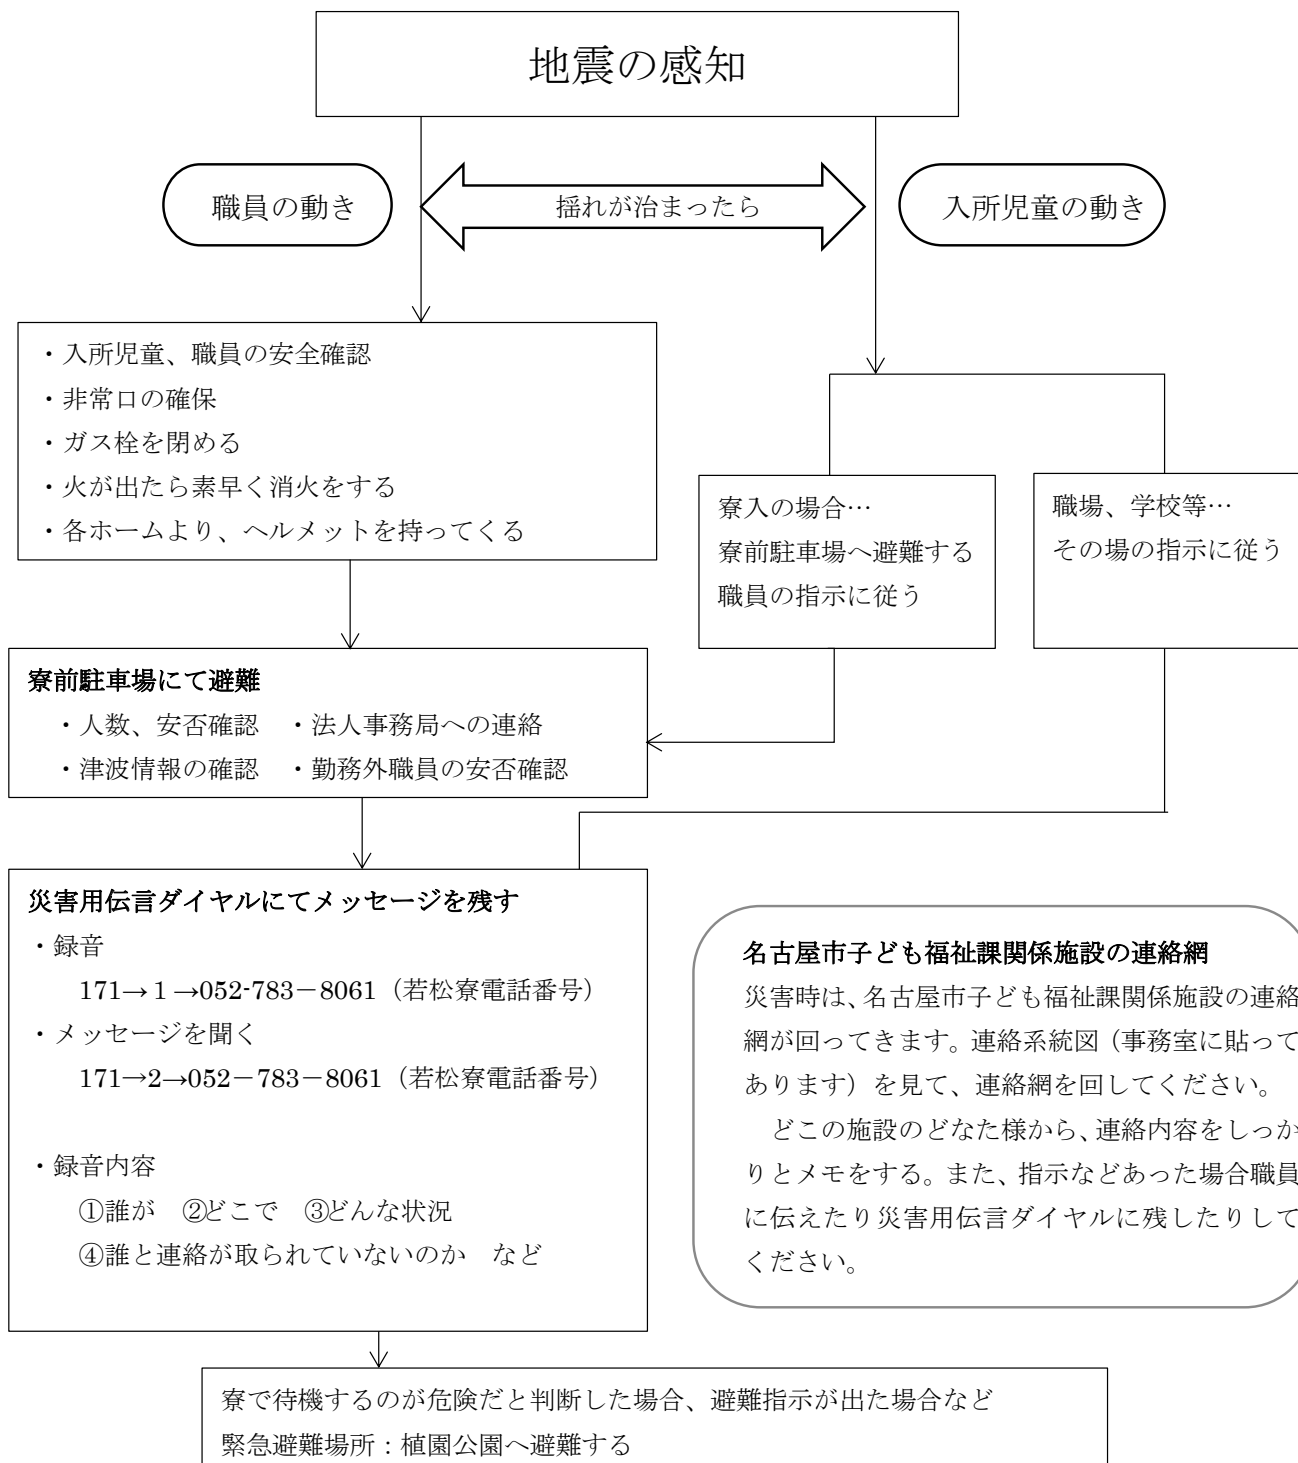 地震の感知
職員の動き
揺れが治まったら
入所児童の動き
・入所児童、職員の安全確認
・非常口の確保
・ガス栓を閉める
・火が出たら素早く消火をする
・各ホームより、ヘルメットを持ってくる
寮入の場合…
寮前駐車場へ避難する
職員の指示に従う
職場、学校等…
その場の指示に従う
寮前駐車場にて避難
・人数、安否確認　・法人事務局への連絡
・津波情報の確認　・勤務外職員の安否確認
災害用伝言ダイヤルにてメッセージを残す
・録音
171→１→052-783－8061（若松寮電話番号）
・メッセージを聞く
171→2→052－783－8061（若松寮電話番号）
・録音内容
①誰が　②どこで　③どんな状況
④誰と連絡が取られていないのか　など
名古屋市子ども福祉課関係施設の連絡網
災害時は、名古屋市子ども福祉課関係施設の連絡
網が回ってきます。連絡系統図（事務室に貼って
あります）を見て、連絡網を回してください。
どこの施設のどなた様から、連絡内容をしっか
りとメモをする。また、指示などあった場合職員
に伝えたり災害用伝言ダイヤルに残したりして
ください。
寮で待機するのが危険だと判断した場合、避難指示が出た場合など
緊急避難場所：植園公園へ避難する